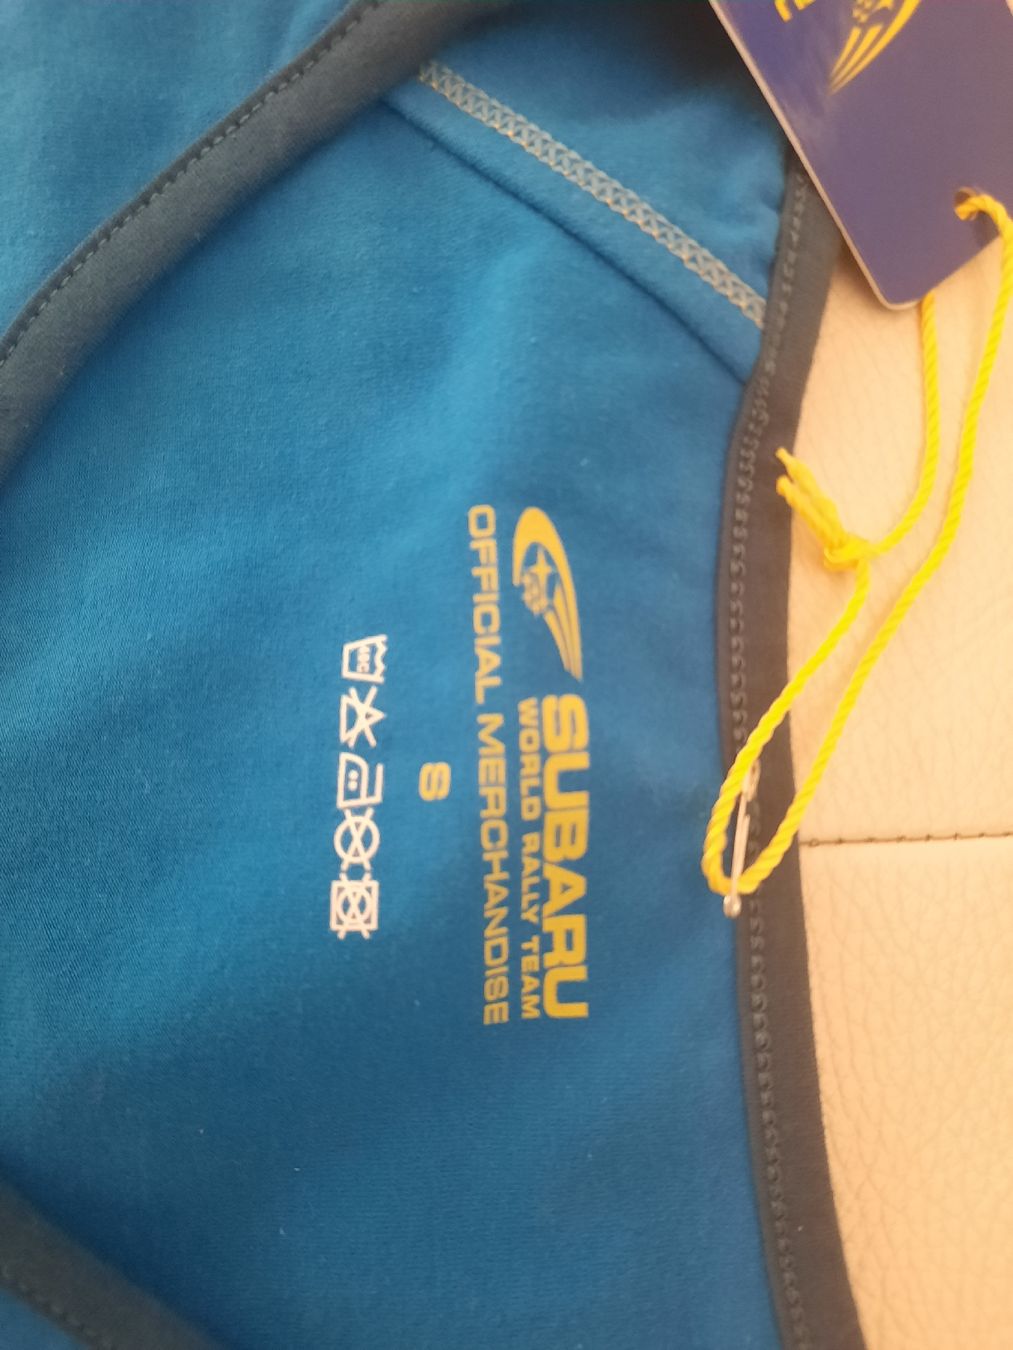 SUBARU
WORLD RALLY TEAM
OFFICIAL MERCHANDISE
S